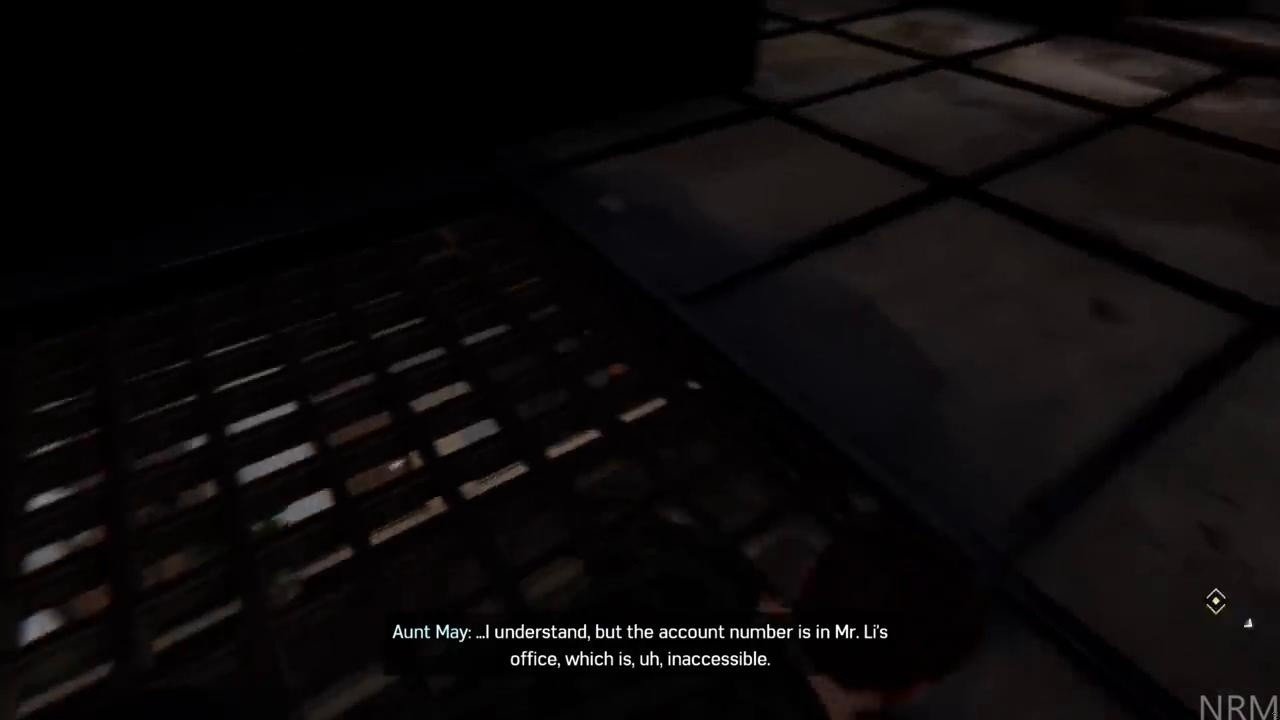 Aunt May: ...I understand, but the account number is in Mr. Li's
office, which is, uh, inaccessible.
NRM